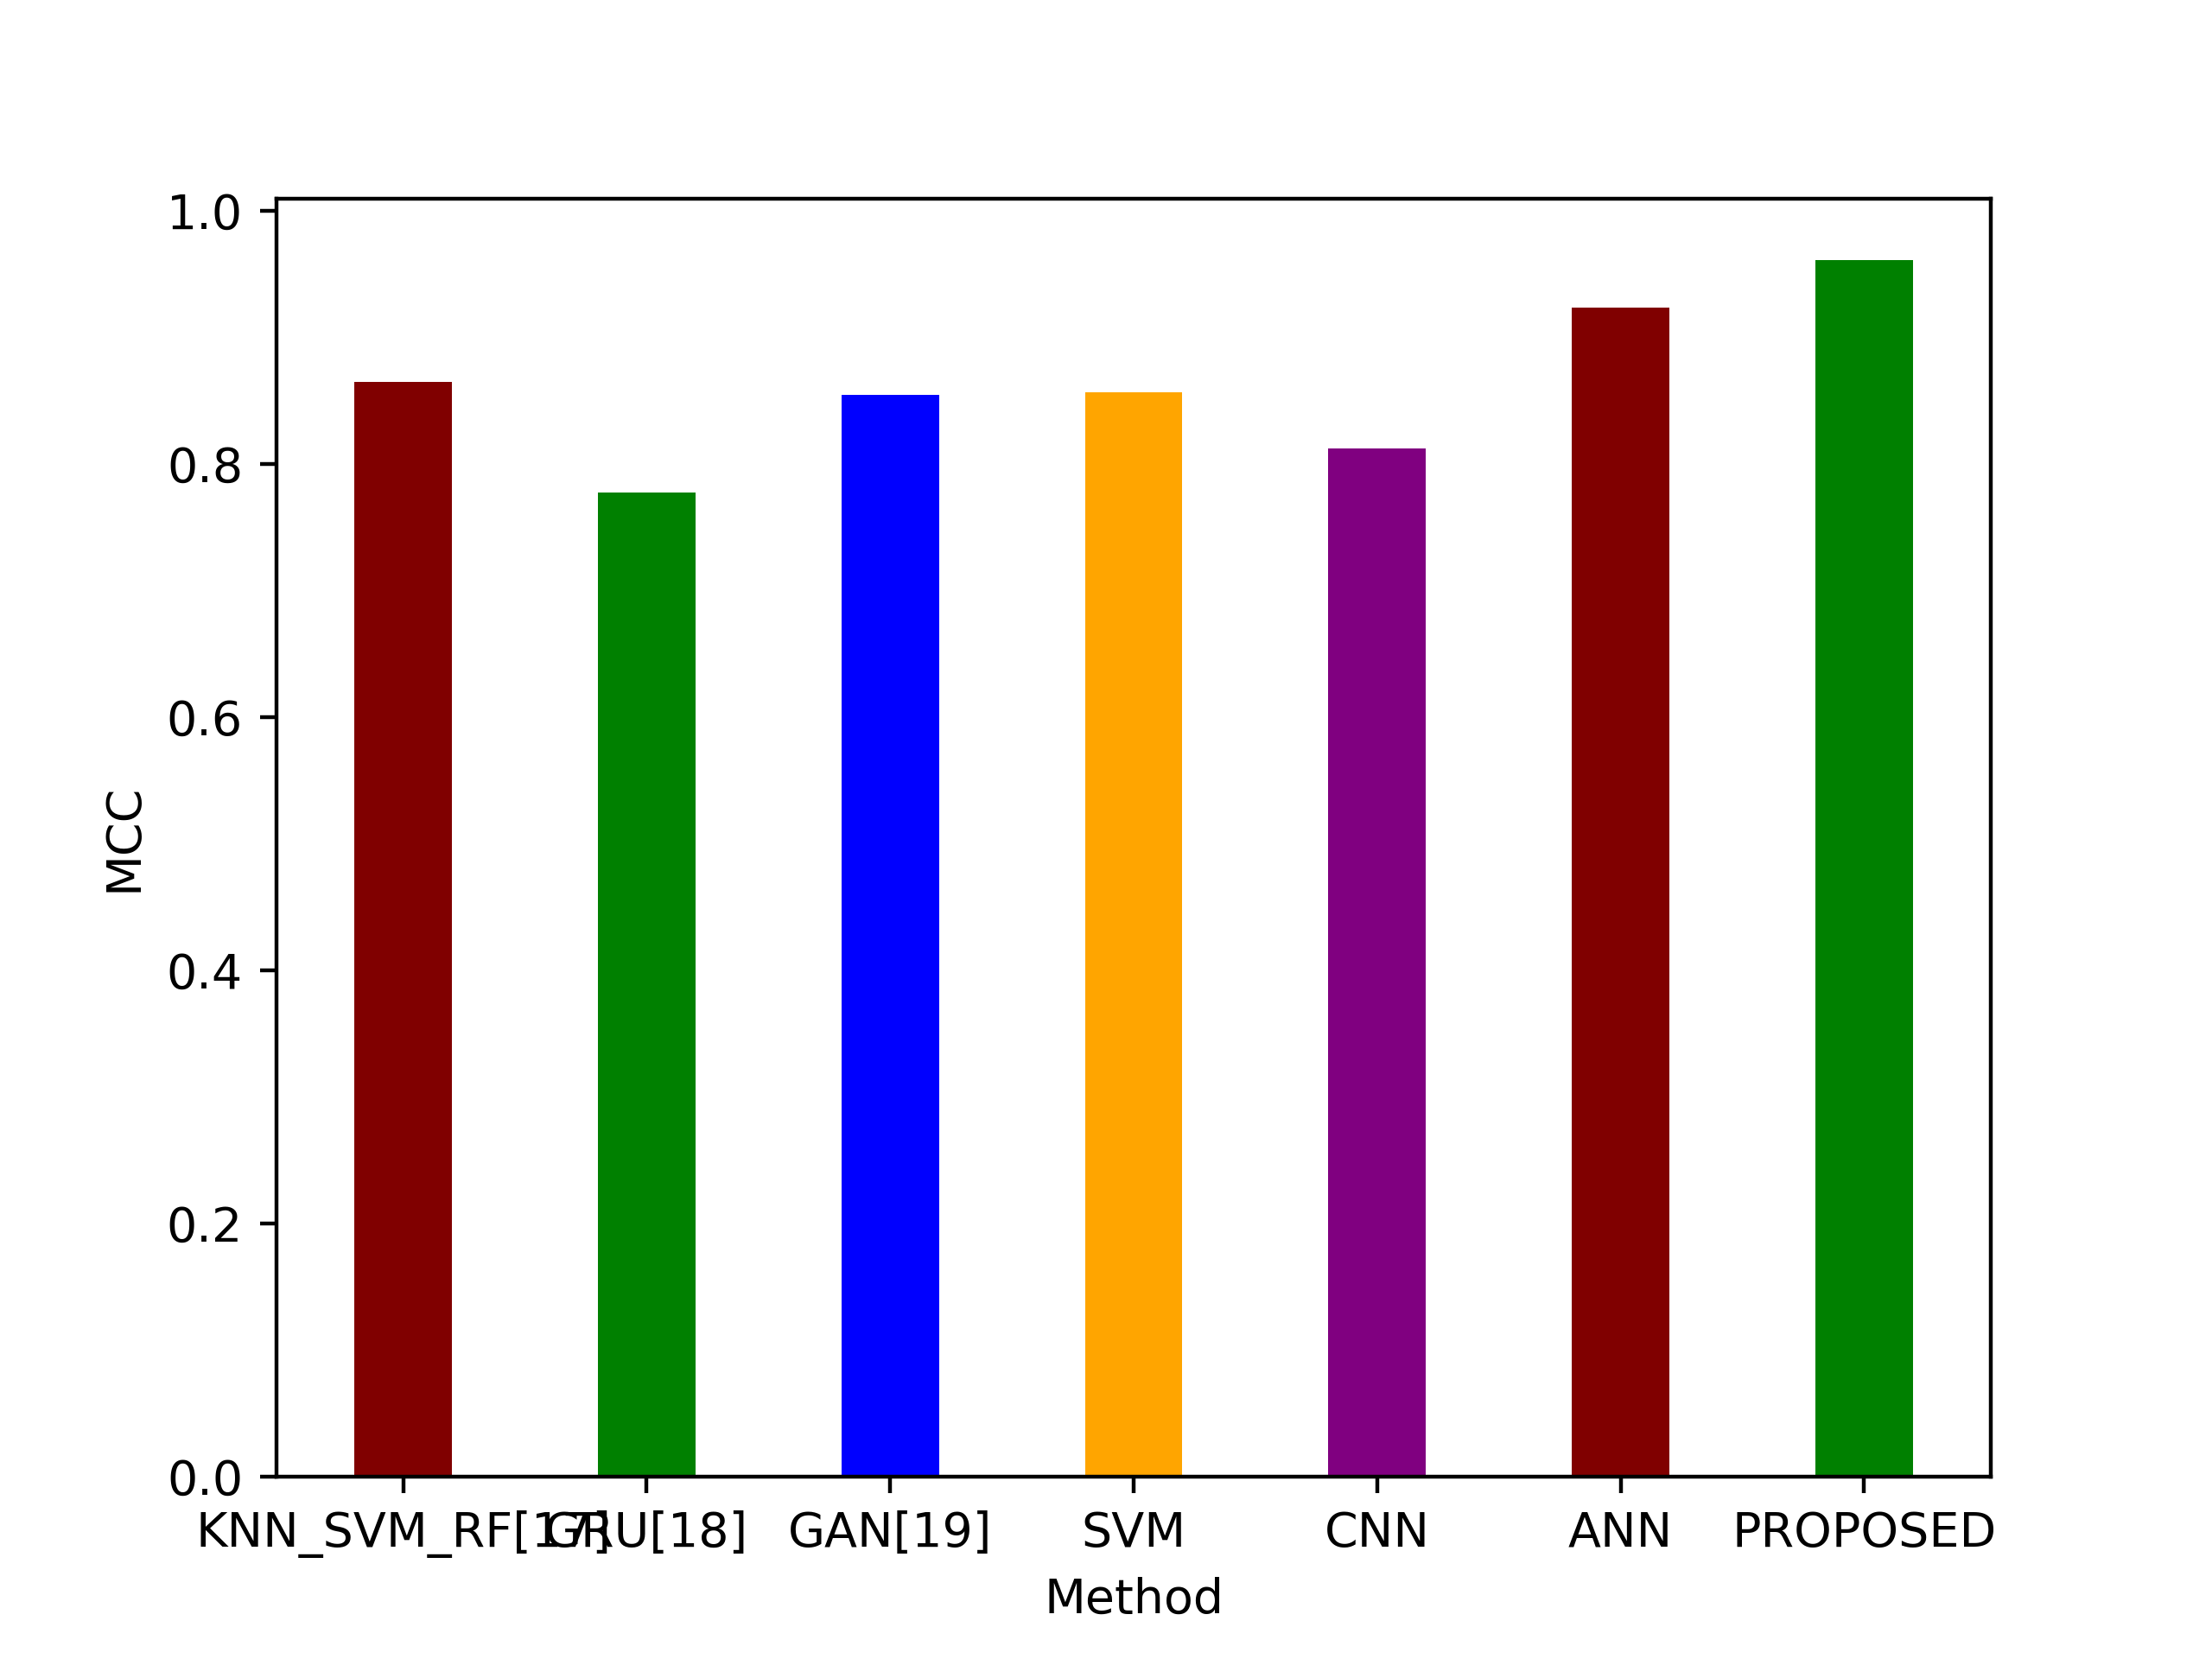 1.0
0.8
0.6
0.4
0.2
0.0
MCC
KNN_SVM_RF[17] GRU[18] GAN[19] SVM CNN ANN PROPOSED
Method